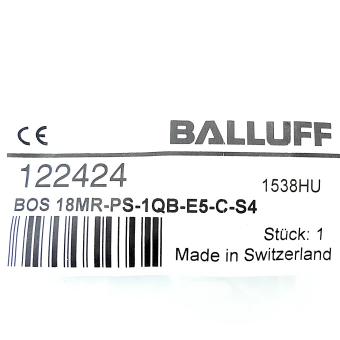 CE
BALLUFF
122424
1538HU
BOS 18MR-PS-1QB-E5-C-S4
Stück: 1
Made in Switzerland